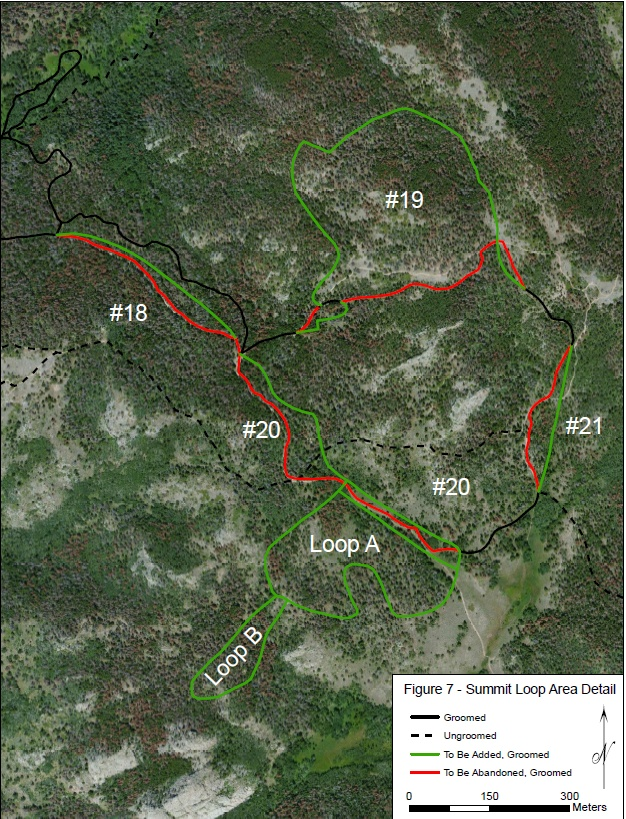 #19
#18
#21
#20
#20
Loop A
Loop B
Figure 7 - Summit Loop Area Detail
Groomed
Ungroomed
To Be Added, Groomed
To Be Abandoned, Groomed
N
0 150 300
Meters